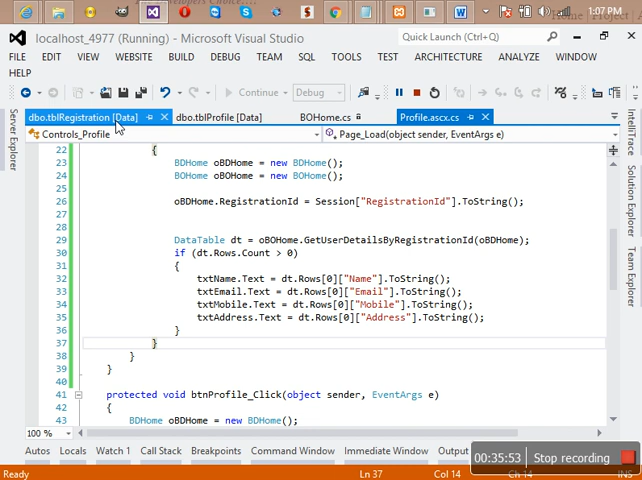 1:07 PM
localhost_4977 (Running) - Microsoft Visual Studio
Quick Launch (Ctrl+Q)
FILE EDIT VIEW WEBSITE BUILD DEBUG TEAM SQL TOOLS TEST ARCHITECTURE ANALYZE WINDOW
HELP
Continue Debug
dbo.tblRegistration [Data] dbo.tblProfile [Data] BOHome.cs Profile.ascx.cs
Controls_Profile Page_Load(object sender, EventArgs e)
22 {
23 BDHome oBDHome = new BDHome();
24 BOHome oBOHome = new BOHome();
25
26 oBDHome.RegistrationId = Session["RegistrationId"].ToString();
27
28
29 DataTable dt = oBOHome.GetUserDetailsByRegistrationId(oBDHome);
30 if (dt.Rows.Count > 0)
31 {
32 txtName.Text = dt.Rows[0]["Name"].ToString();
33 txtEmail.Text = dt.Rows[0]["Email"].ToString();
34 txtMobile.Text = dt.Rows[0]["Mobile"].ToString();
35 txtAddress.Text = dt.Rows[0]["Address"].ToString();
36 }
37 }
38 }
39 }
40
41 protected void btnProfile_Click(object sender, EventArgs e)
42 {
43 BDHome oBDHome = new BDHome();
Server Explorer
IntelliTrace
Solution Explorer
Team Explorer
100 %
Autos Locals Watch 1 Call Stack Breakpoints Command Window Immediate Window Output
00:35:53 Stop recording
Ready Ln 37 Col 14 Ch 14 INS